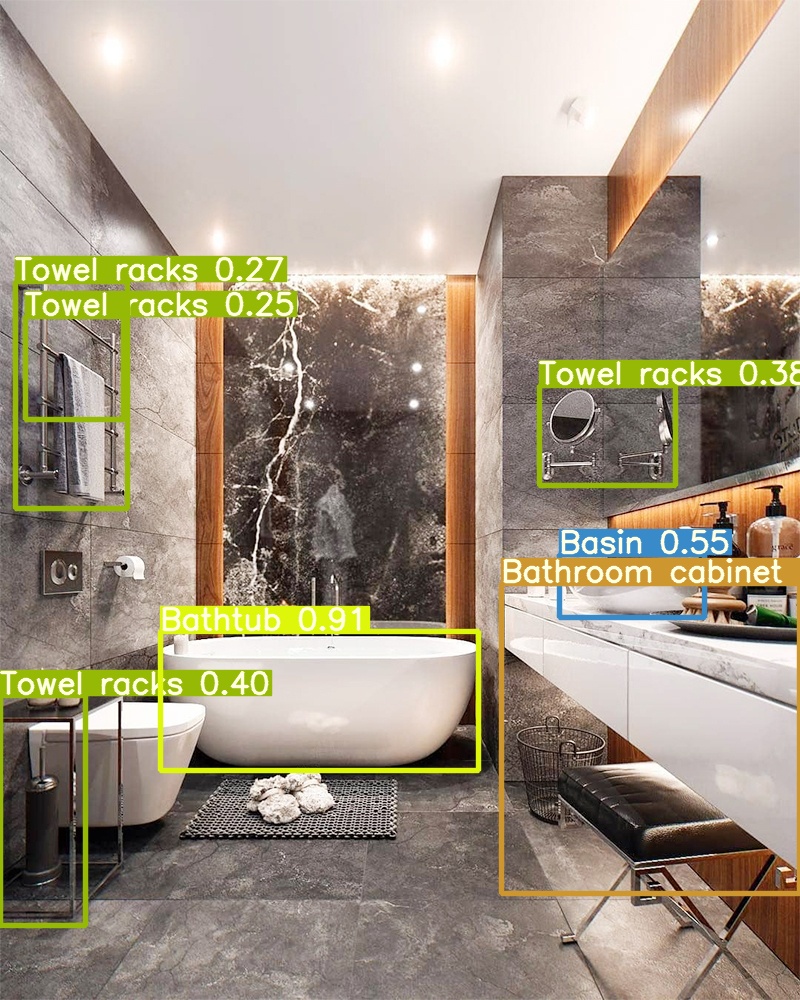 Towel racks 0.27
Towel racks 0.25
Towel racks 0.38
Basin 0.55
Bathroom cabinet
Bathtub 0.91
Towel racks 0.40
grace